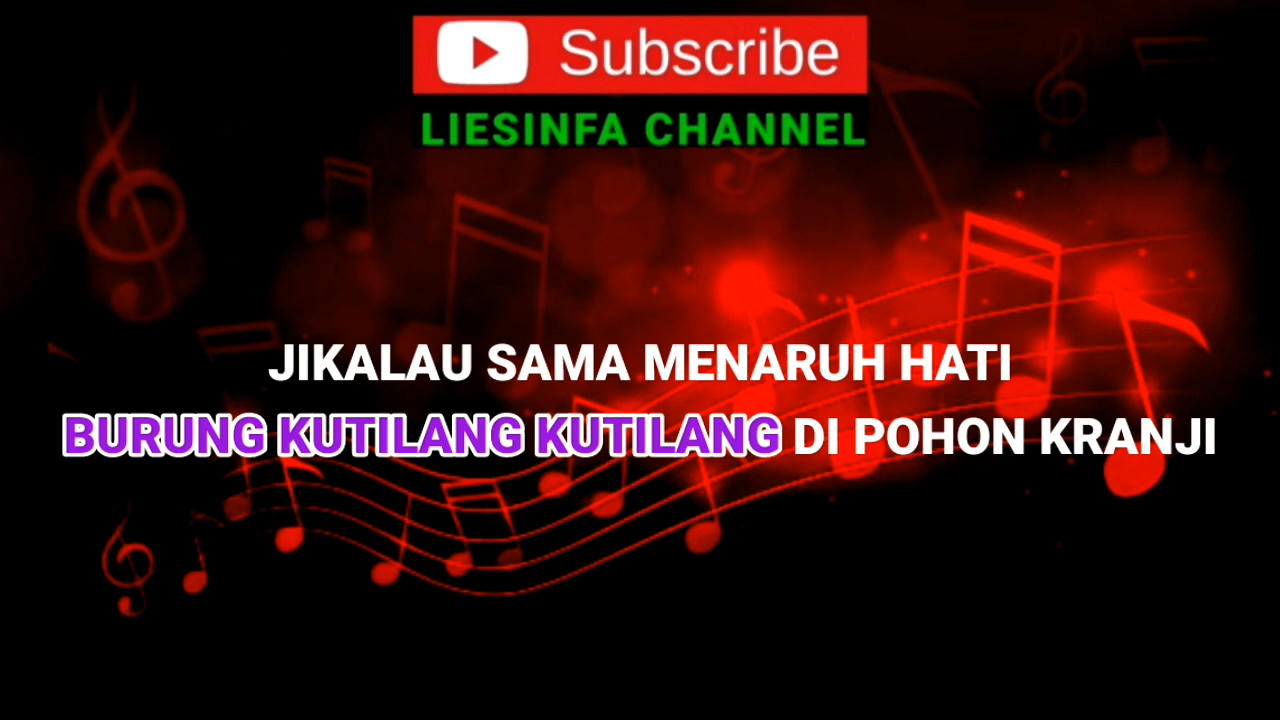 Subscribe
LIESINFA CHANNEL
JIKALAU SAMA MENARUH HATI
BURUNG KUTILANG KUTILANG DI POHON KRANJI